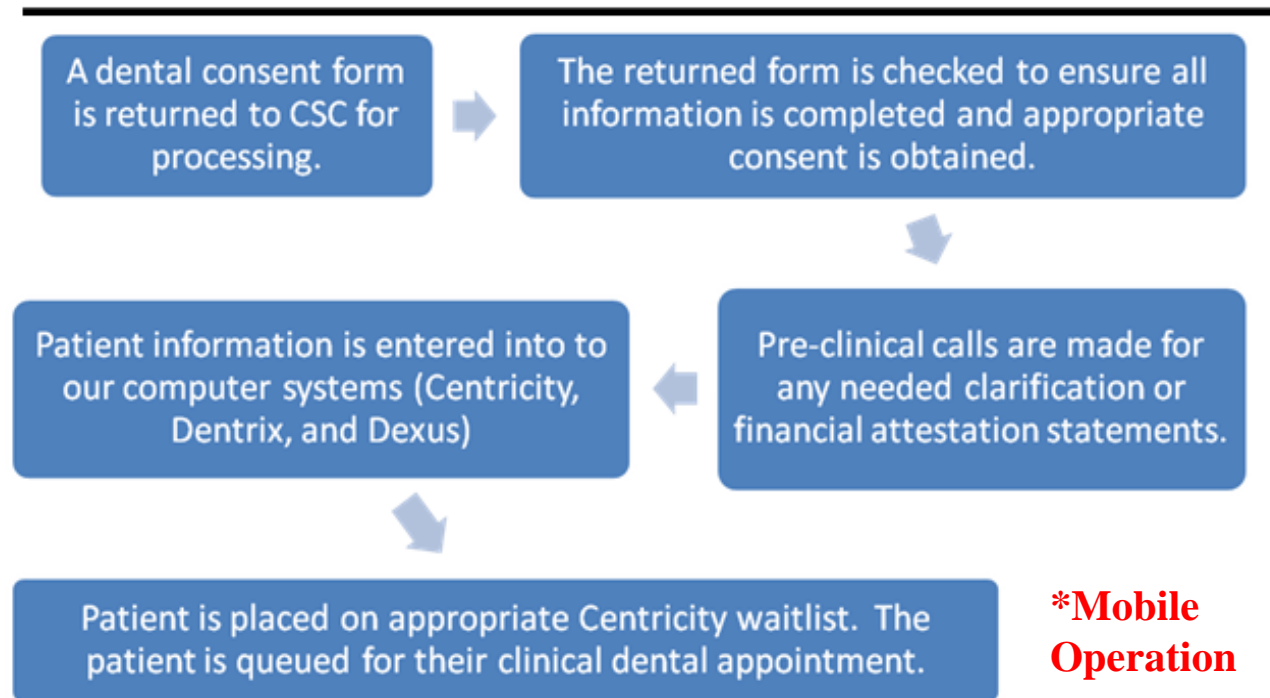 A dental consent form
is returned to CSC for
processing.
The returned form is checked to ensure all
information is completed and appropriate
consent is obtained.
Pre-clinical calls are made for
any needed clarification or
financial attestation statements.
Patient information is entered into to
our computer systems (Centricity,
Dentrix, and Dexus)
Patient is placed on appropriate Centricity waitlist.  The
patient is queued for their clinical dental appointment.
*Mobile
Operation